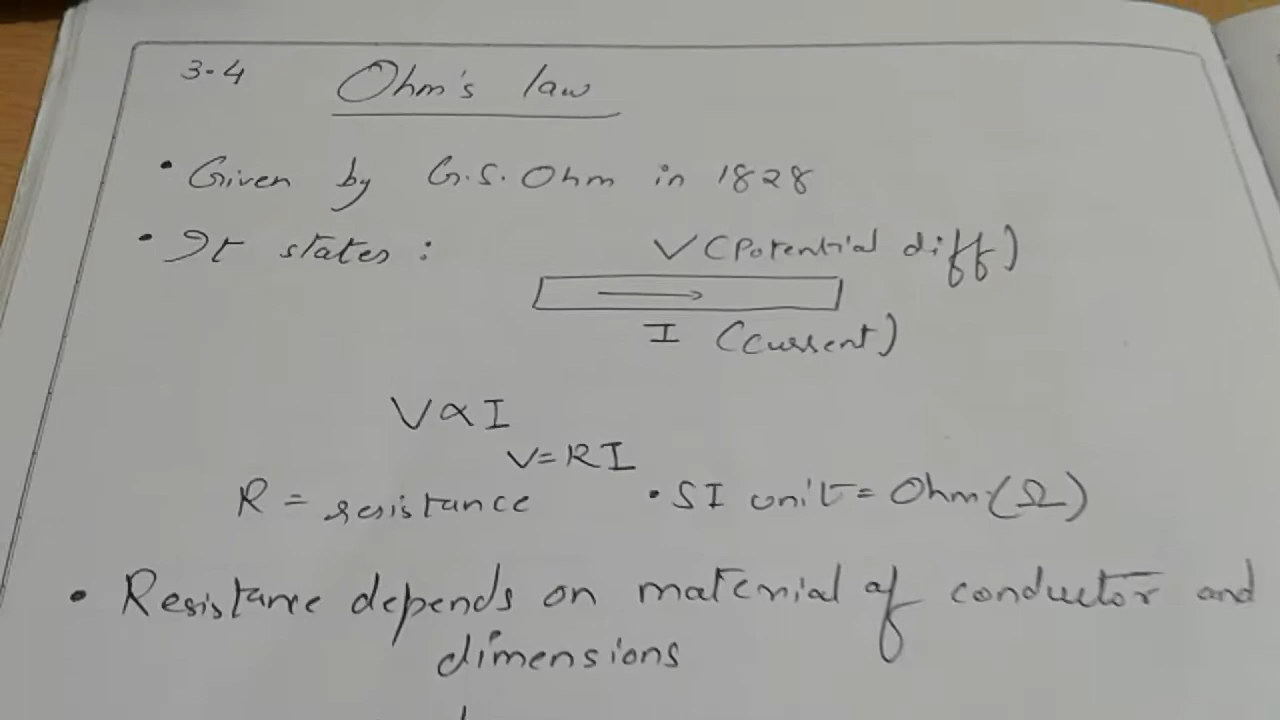 3-4 Ohm's law
• Given by G.S. Ohm in 1828
• It states : V (Potential diff)
I (current)
V ∝ I
V = RI
R = resistance • SI unit = Ohm (Ω)
• Resistance depends on material of conductor and
dimensions